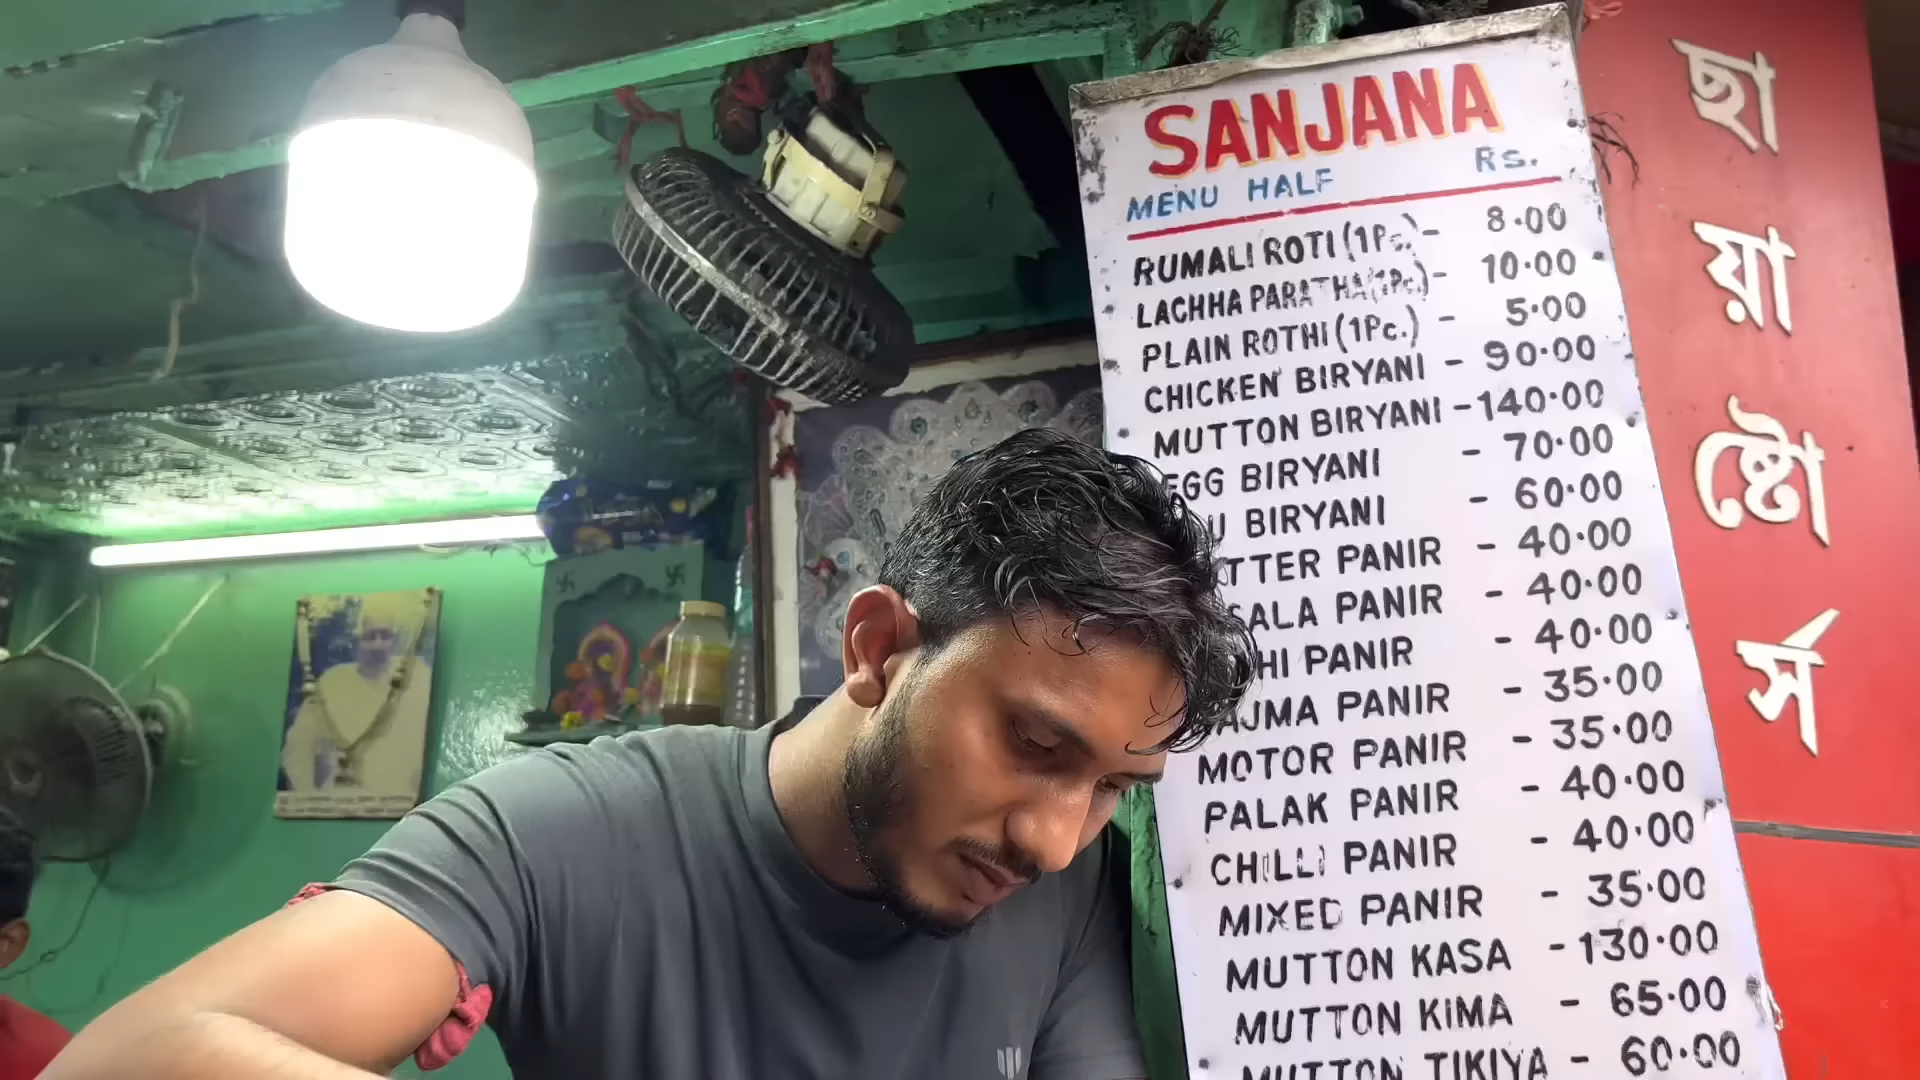 SANJANA
MENU HALF Rs.
RUMALI ROTI (1Pc.) - 8.00
LACHHA PARATHA (1Pc.) - 10.00
PLAIN ROTHI (1Pc.) - 5.00
CHICKEN BIRYANI - 90.00
MUTTON BIRYANI - 140.00
EGG BIRYANI - 70.00
BIRYANI - 60.00
PANIR - 40.00
PANIR - 40.00
PANIR - 40.00
PANIR - 35.00
MOTOR PANIR - 35.00
PALAK PANIR - 40.00
CHILLI PANIR - 40.00
MIXED PANIR - 35.00
MUTTON KASA - 130.00
MUTTON KIMA - 65.00
MUTTON TIKIYA - 60.00
ছায়া ষ্টোর্স